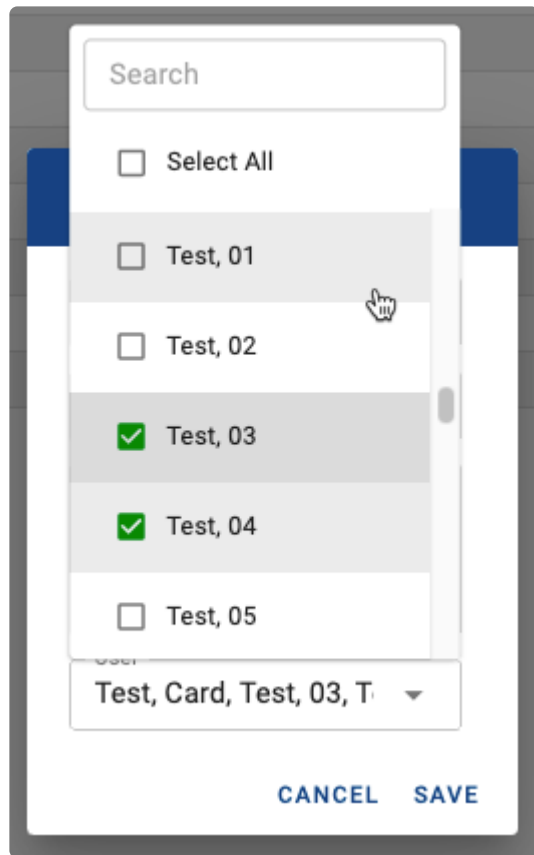 Search
Select All
Test, 01
Test, 02
Test, 03
Test, 04
Test, 05
User
Test, Card, Test, 03, T
CANCEL SAVE